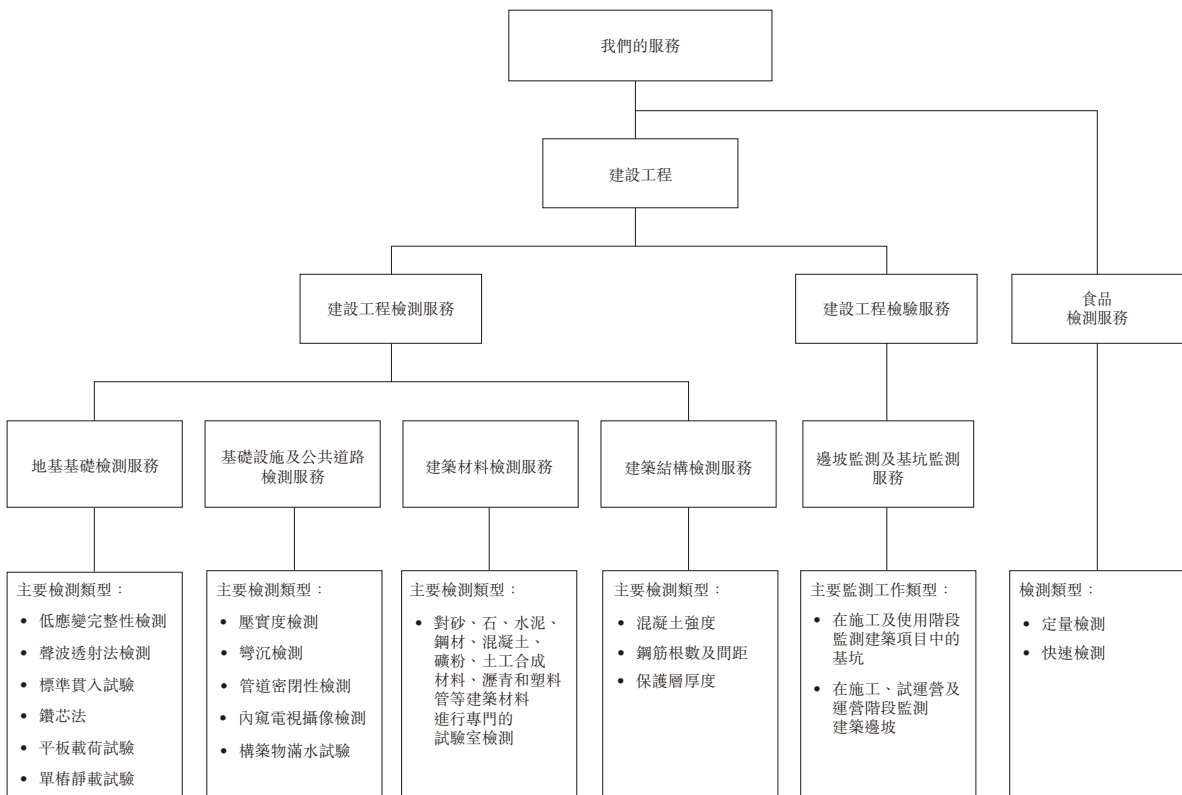 我們的服務
建設工程
建設工程檢測服務
建設工程檢驗服務
食品
檢測服務
地基基礎檢測服務
基礎設施及公共道路
檢測服務
建築材料檢測服務
建築結構檢測服務
邊坡監測及基坑監測
服務
主要檢測類型：
• 低應變完整性檢測
• 聲波透射法檢測
• 標準貫入試驗
• 鑽芯法
• 平板載荷試驗
• 單樁靜載試驗
主要檢測類型：
• 壓實度檢測
• 彎沉檢測
• 管道密閉性檢測
• 內窺電視攝像檢測
• 構築物滿水試驗
主要檢測類型：
• 對砂、石、水泥、
鋼材、混凝土、
礦粉、土工合成
材料、瀝青和塑料
管等建築材料
進行專門的
試驗室檢測
主要檢測類型：
• 混凝土強度
• 鋼筋根數及間距
• 保護層厚度
主要監測工作類型：
• 在施工及使用階段
監測建築項目中的
基坑
• 在施工、試運營及
運營階段監測
建築邊坡
檢測類型：
• 定量檢測
• 快速檢測